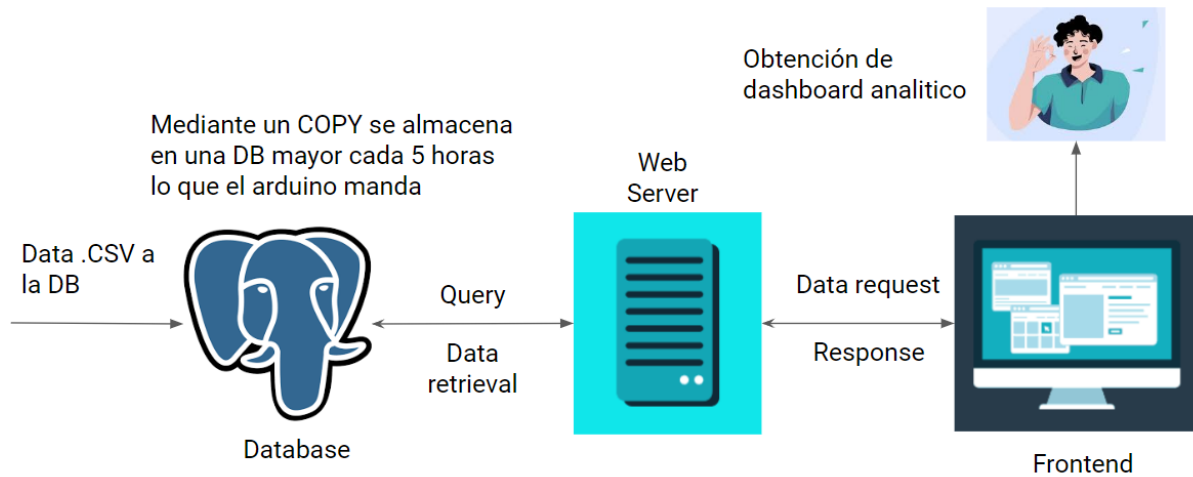 Obtención de
dashboard analitico
Mediante un COPY se almacena
en una DB mayor cada 5 horas
lo que el arduino manda
Web
Server
Data .CSV a
la DB
Query
Data
retrieval
Data request
Response
Database
Frontend